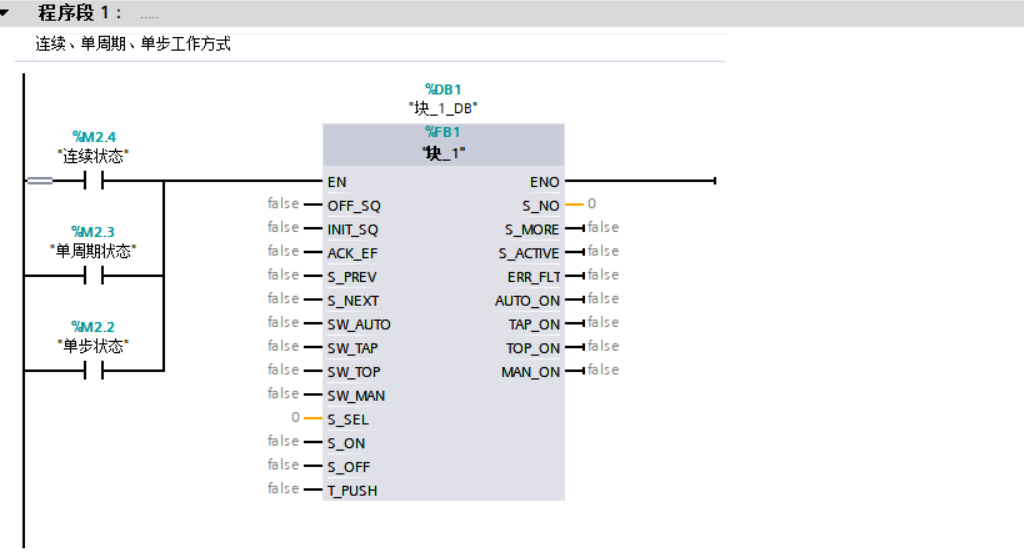 程序段 1： .....
连续、单周期、单步工作方式
%DB1
"块_1_DB"
%FB1
"块_1"
%M2.4
"连续状态"
EN ENO
false OFF_SQ S_NO 0
false INIT_SQ S_MORE false
false ACK_EF S_ACTIVE false
%M2.3
"单周期状态"
false S_PREV ERR_FLT false
false S_NEXT AUTO_ON false
false SW_AUTO TAP_ON false
%M2.2
"单步状态"
false SW_TAP TOP_ON false
false SW_TOP MAN_ON false
false SW_MAN
0 S_SEL
false S_ON
false S_OFF
false T_PUSH